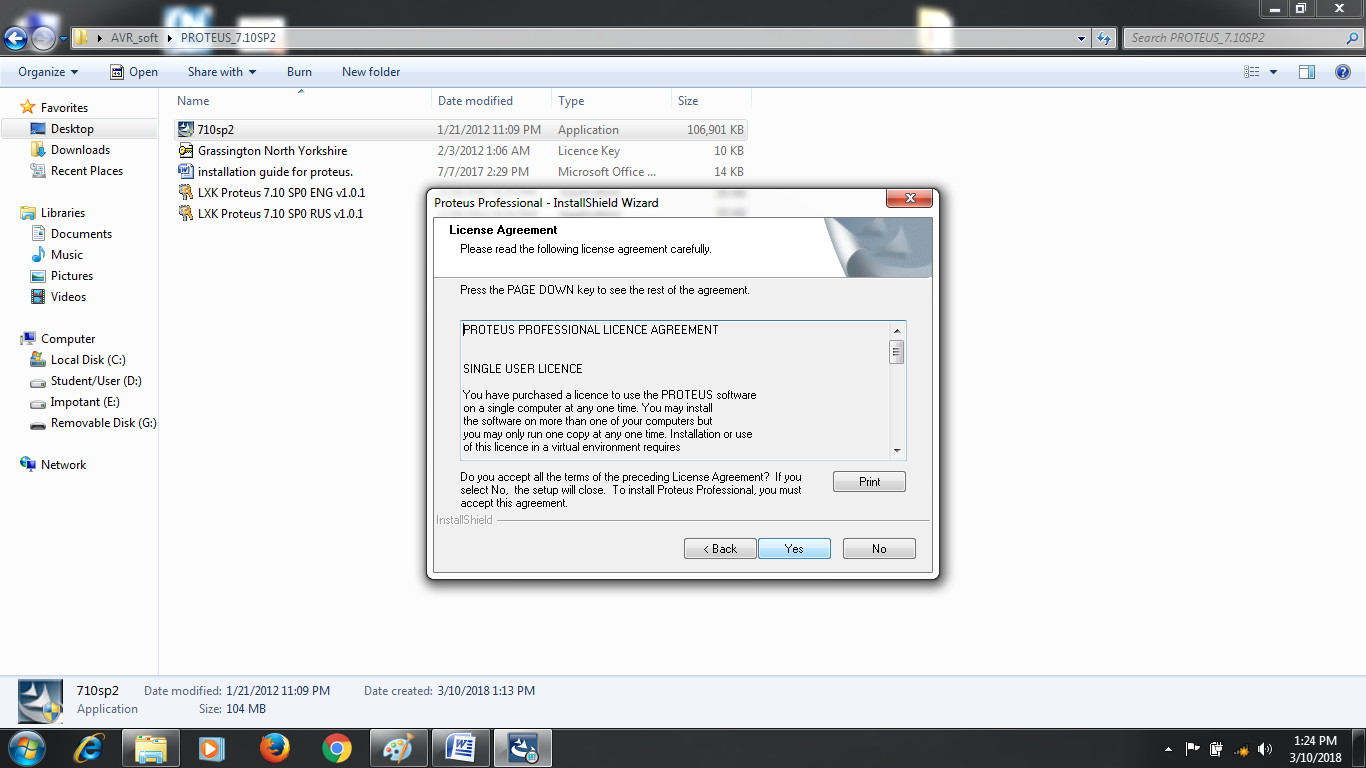 AVR_soft ▸ PROTEUS_7.10SP2
Search PROTEUS_7.10SP2
Organize Open Share with Burn New folder
Name Date modified Type Size
Favorites
Desktop
Downloads
Recent Places
Libraries
Documents
Music
Pictures
Videos
Computer
Local Disk (C:)
Student/User (D:)
Impotant (E:)
Removable Disk (G:)
Network
710sp2 1/21/2012 11:09 PM Application 106,901 KB
Grassington North Yorkshire 2/3/2012 1:06 AM Licence Key 10 KB
installation guide for proteus. 7/7/2017 2:29 PM Microsoft Office ... 14 KB
LXK Proteus 7.10 SP0 ENG v1.0.1
LXK Proteus 7.10 SP0 RUS v1.0.1
Proteus Professional - InstallShield Wizard
License Agreement
Please read the following license agreement carefully.
Press the PAGE DOWN key to see the rest of the agreement.
PROTEUS PROFESSIONAL LICENCE AGREEMENT
SINGLE USER LICENCE
You have purchased a licence to use the PROTEUS software
on a single computer at any one time. You may install
the software on more than one of your computers but
you may only run one copy at any one time. Installation or use
of this licence in a virtual environment requires
Do you accept all the terms of the preceding License Agreement? If you
select No, the setup will close. To install Proteus Professional, you must
accept this agreement.
Print
InstallShield
< Back Yes No
710sp2 Date modified: 1/21/2012 11:09 PM Date created: 3/10/2018 1:13 PM
Application Size: 104 MB
1:24 PM
3/10/2018